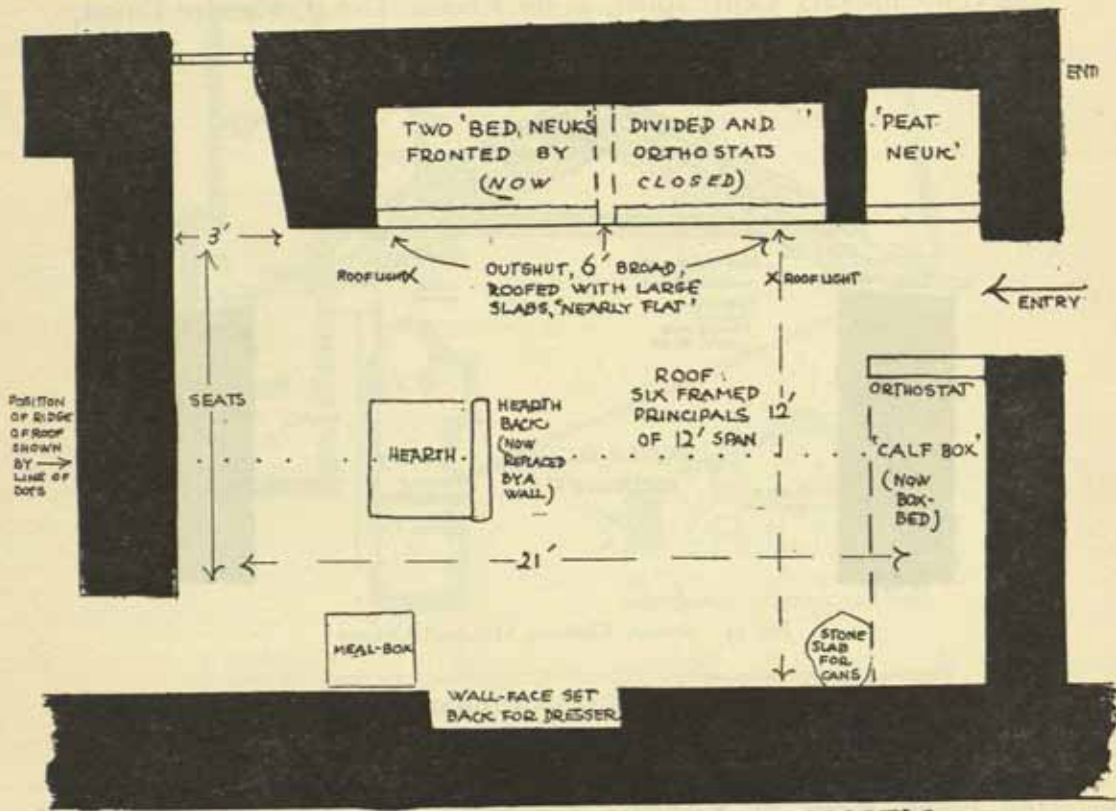 END
TWO 'BED, NEUKS'
FRONTED BY
(NOW
DIVIDED AND
ORTHOSTATS
CLOSED)
'PEAT
NEUK'
3'
ROOFLIGHT X
OUTSHUT, 6' BROAD,
ROOFED WITH LARGE
SLABS, "NEARLY FLAT"
X ROOFLIGHT
ENTRY
POSITION
OF RIDGE
OF ROOF
SHOWN
BY
LINE OF
DOTS
SEATS
HEARTH
HEARTH
BACK
(NOW
REPLACED
BY A
WALL)
ROOF:
SIX FRAMED
PRINCIPALS
OF 12' SPAN
12'
ORTHOSTAT
'CALF BOX'
(NOW
BOX-
BED)
21'
MEAL-BOX
WALL-FACE SET
BACK FOR DRESSER
STONE
SLAB
FOR
CANS